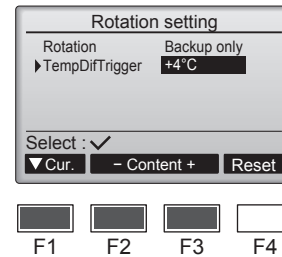 Rotation setting
Rotation Backup only
▶TempDifTrigger +4°C
Select : ✓
▼Cur. − Content + Reset
F1 F2 F3 F4